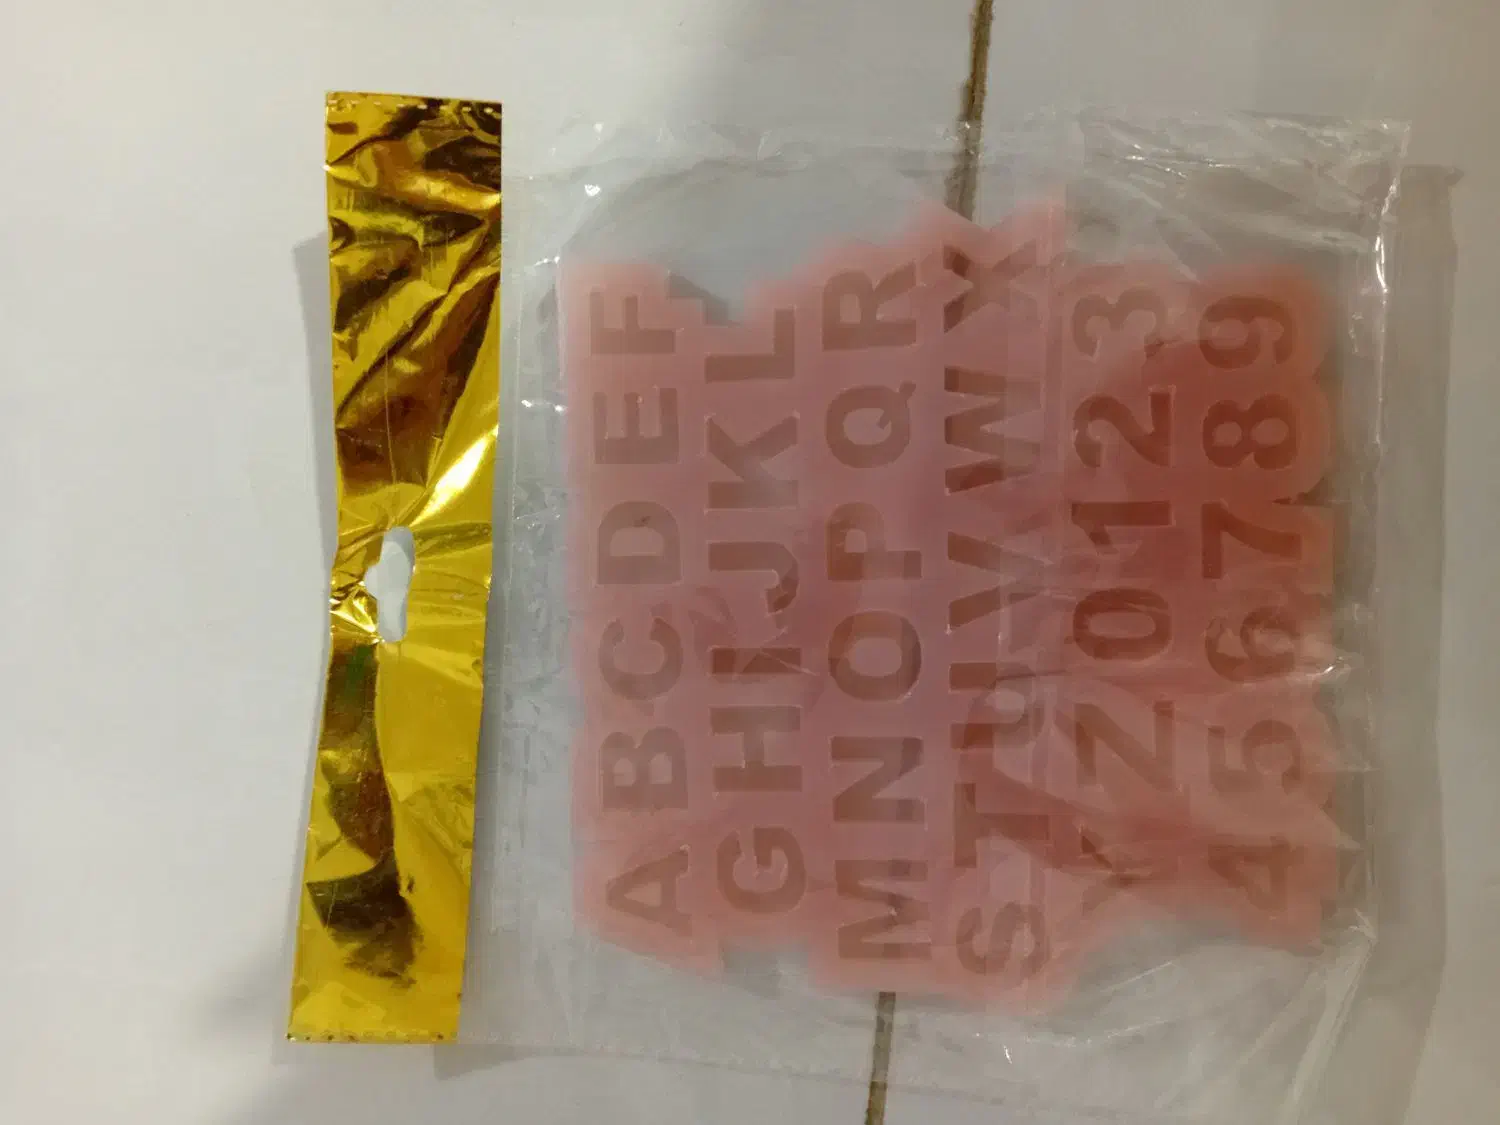 ABCDEF
GHIJKL
MNOPQR
STUVWX
YZ0123
456789